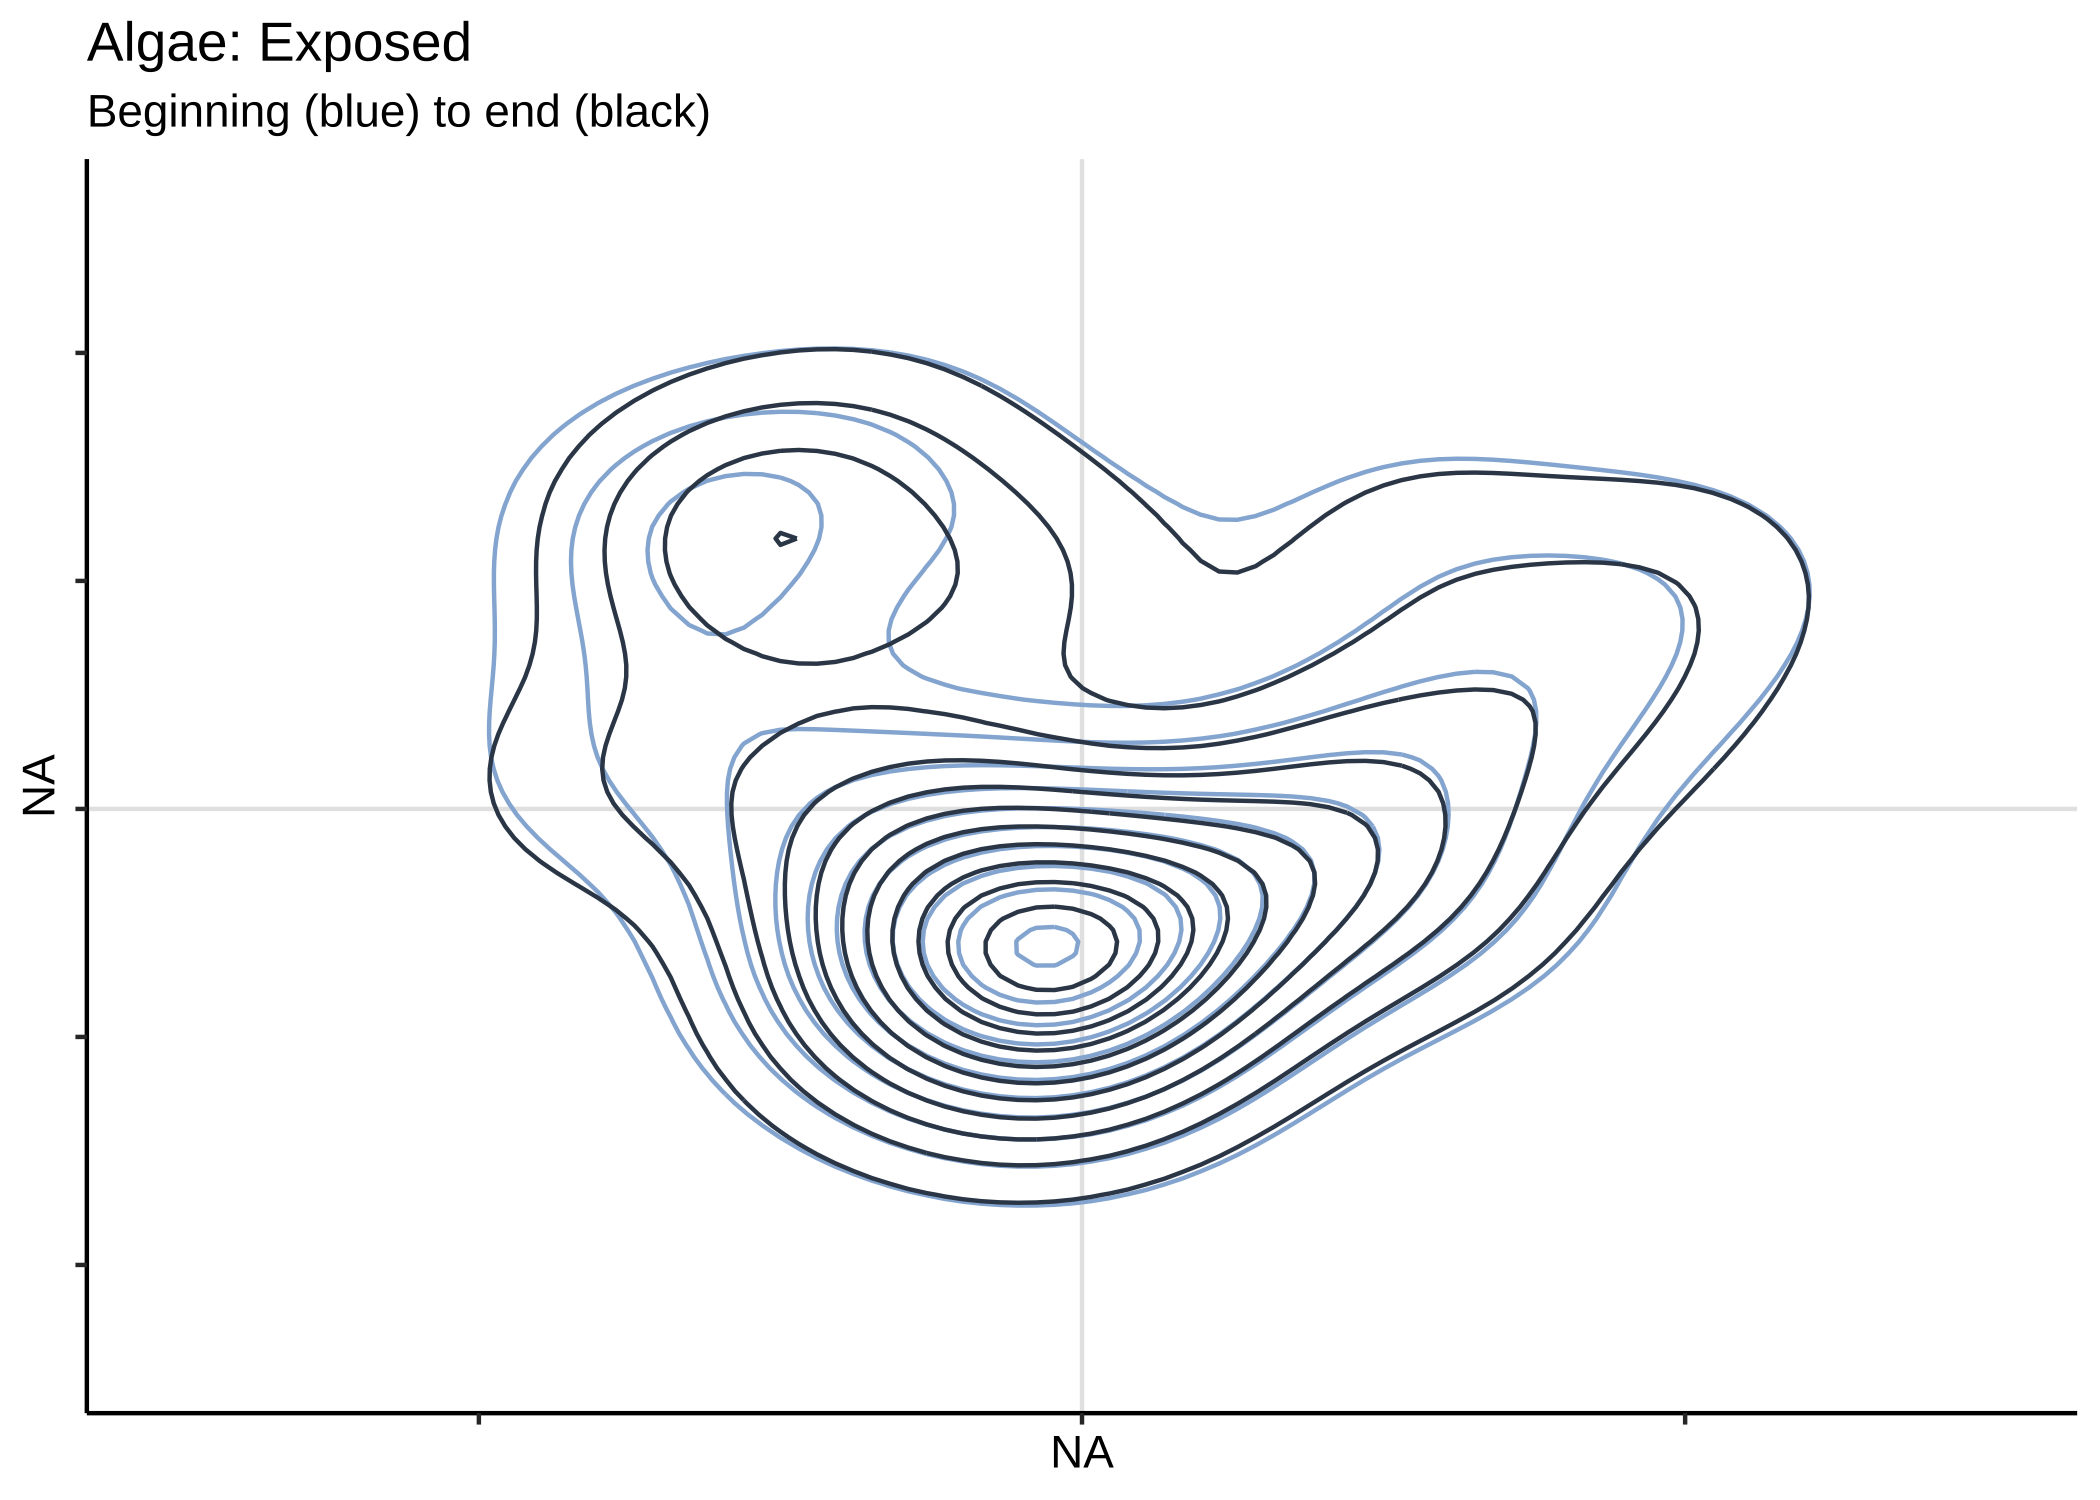 Algae: Exposed
Beginning (blue) to end (black)
NA
NA